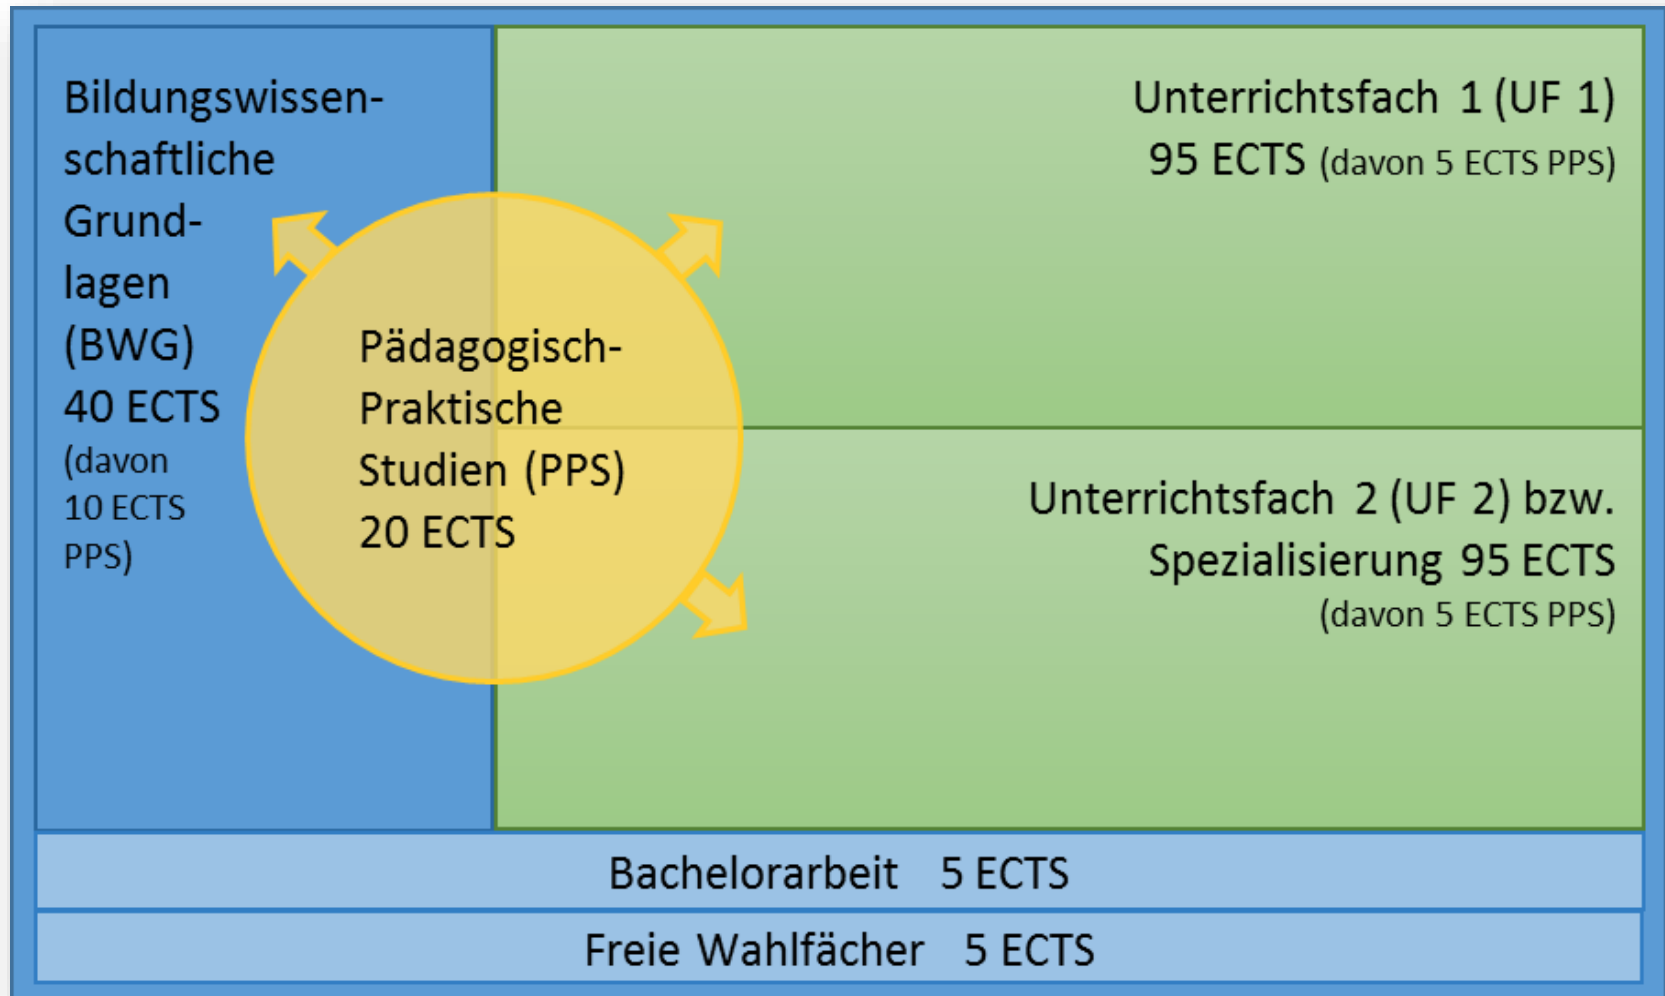 Bildungswissen-
schaftliche
Grund-
lagen
(BWG)
40 ECTS
(davon
10 ECTS
PPS)
Unterrichtsfach 1 (UF 1)
95 ECTS (davon 5 ECTS PPS)
Pädagogisch-
Praktische
Studien (PPS)
20 ECTS
Unterrichtsfach 2 (UF 2) bzw.
Spezialisierung 95 ECTS
(davon 5 ECTS PPS)
Bachelorarbeit 5 ECTS
Freie Wahlfächer 5 ECTS